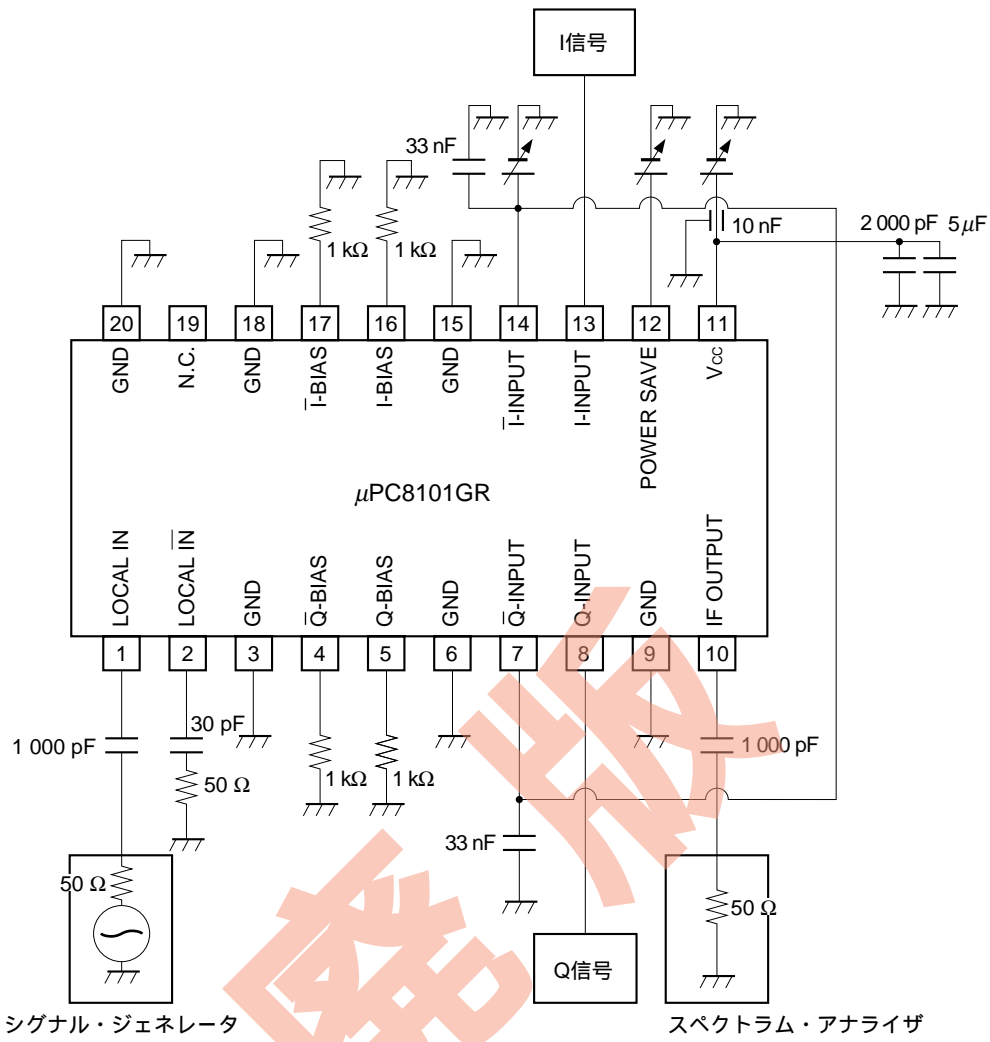 I信号
33 nF
1 kΩ
1 kΩ
10 nF
2 000 pF
5 μF
20
19
18
17
16
15
14
13
12
11
GND
N.C.
GND
I̅-BIAS
I-BIAS
GND
I̅-INPUT
I-INPUT
POWER SAVE
Vcc
μPC8101GR
LOCAL IN
LOCAL I̅N
GND
Q̅-BIAS
Q-BIAS
GND
Q̅-INPUT
Q-INPUT
GND
IF OUTPUT
1
2
3
4
5
6
7
8
9
10
1 000 pF
30 pF
50 Ω
1 kΩ
1 kΩ
33 nF
1 000 pF
50 Ω
50 Ω
Q信号
シグナル・ジェネレータ
スペクトラム・アナライザ
廃版